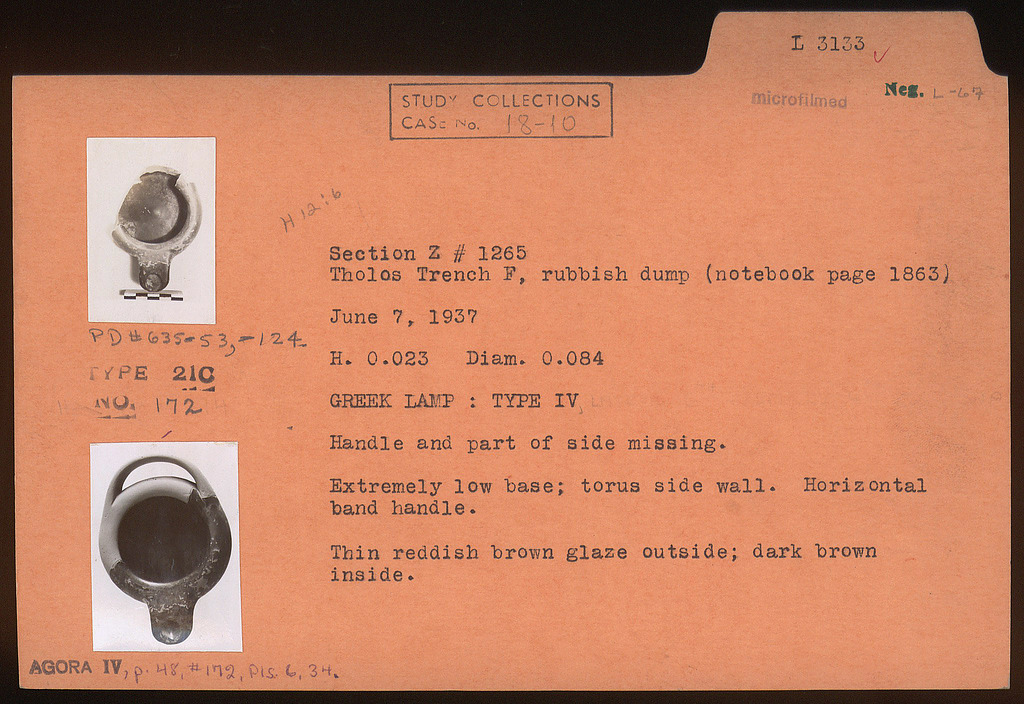 L 3133
microfilmed
Neg. L-67
STUDY COLLECTIONS
CASE No. 18-10
H 12:6
Section Z # 1265
Tholos Trench F, rubbish dump (notebook page 1863)
June 7, 1937
H. 0.023 Diam. 0.084
GREEK LAMP : TYPE IV
Handle and part of side missing.
Extremely low base; torus side wall. Horizontal
band handle.
Thin reddish brown glaze outside; dark brown
inside.
PD#635-53,-124
TYPE 21C
NO. 172
AGORA IV, p. 48, #172, Pls. 6, 34.